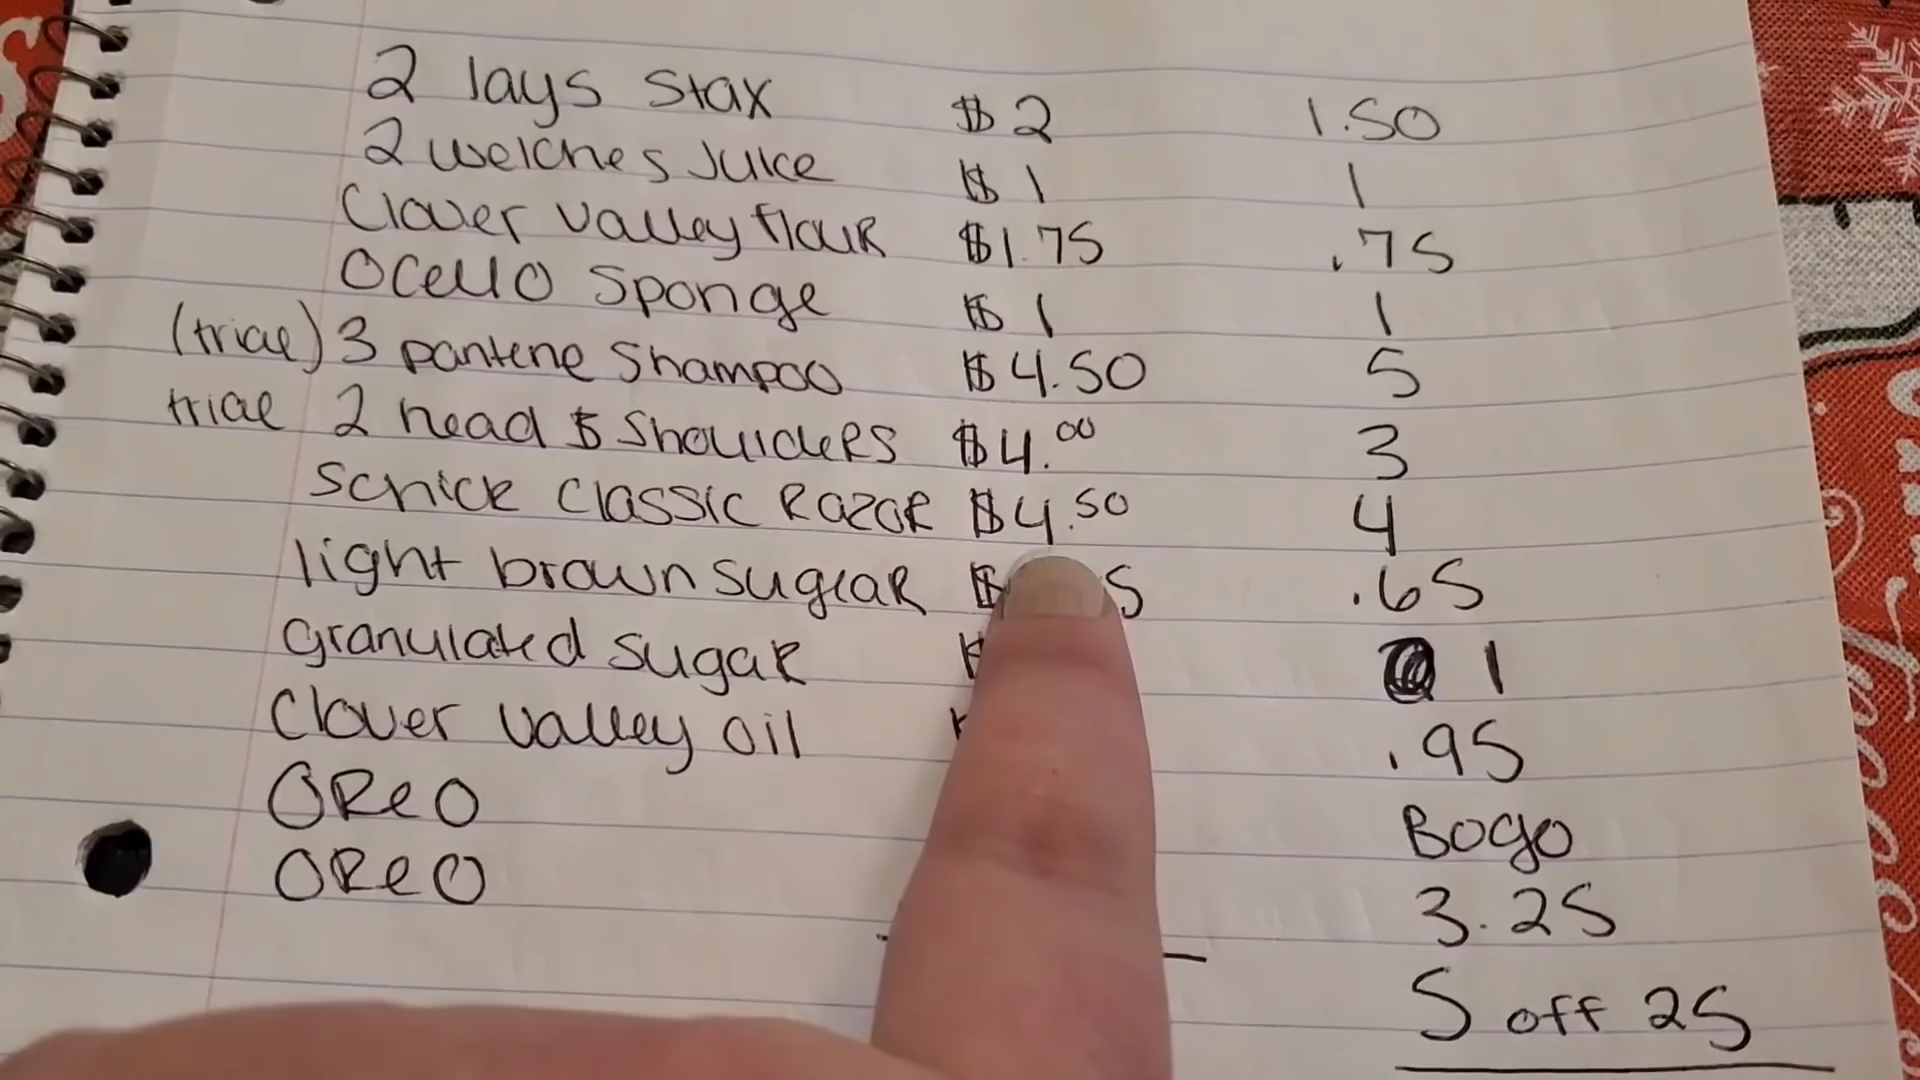 2 lays stax $2 1.50
2 welches Juice $1 1
Clover valley flour $1.75 .75
Ocello Sponge $1 1
(triae) 3 pantene Shampoo $4.50 5
triae 2 head & Shoulders $4.00 3
Schick Classic Razor $4.50 4
light brown sugar $ 5 .65
granulated sugar 1
Clover valley oil .95
OReO Bogo
OReO 3.25
5 off 25